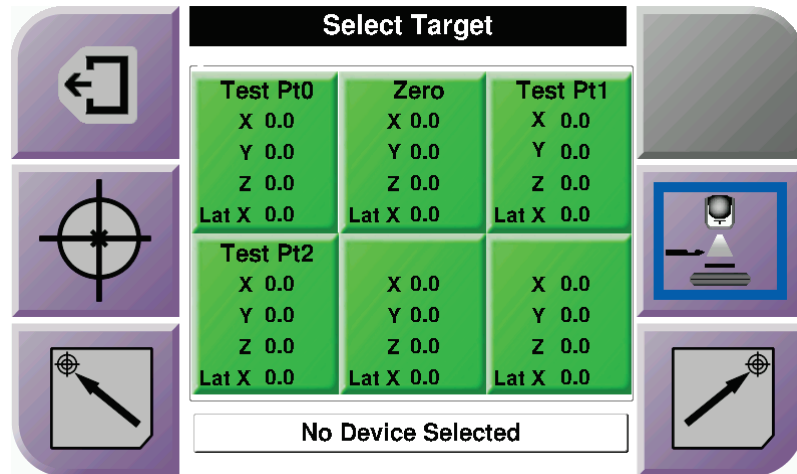 Select Target
Test Pt0 Zero Test Pt1
X 0.0 X 0.0 X 0.0
Y 0.0 Y 0.0 Y 0.0
Z 0.0 Z 0.0 Z 0.0
Lat X 0.0 Lat X 0.0 Lat X 0.0
Test Pt2
X 0.0 X 0.0 X 0.0
Y 0.0 Y 0.0 Y 0.0
Z 0.0 Z 0.0 Z 0.0
Lat X 0.0 Lat X 0.0 Lat X 0.0
No Device Selected